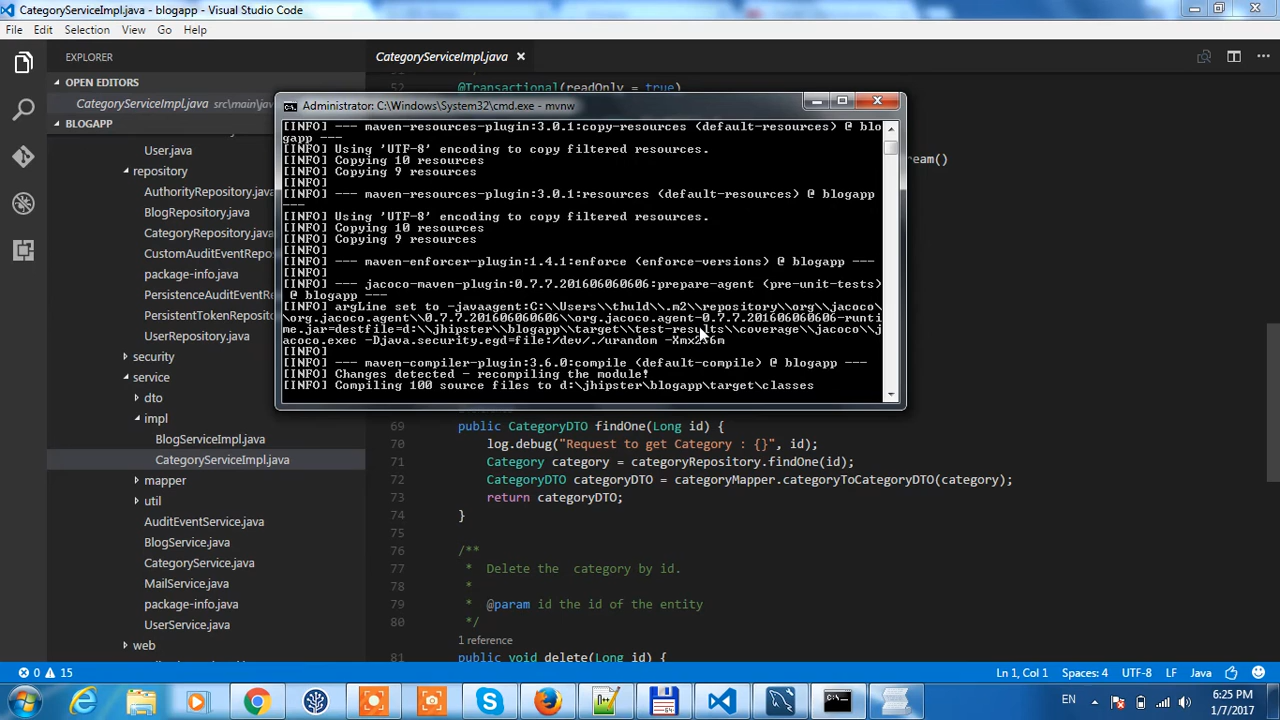 CategoryServiceImpl.java - blogapp - Visual Studio Code
File Edit Selection View Go Help
EXPLORER
OPEN EDITORS
CategoryServiceImpl.java src\main\jav
BLOGAPP
User.java
repository
AuthorityRepository.java
BlogRepository.java
CategoryRepository.java
CustomAuditEventRepo
package-info.java
PersistenceAuditEventR
PersistentTokenReposit
UserRepository.java
security
service
dto
impl
BlogServiceImpl.java
CategoryServiceImpl.java
mapper
util
AuditEventService.java
BlogService.java
CategoryService.java
MailService.java
package-info.java
UserService.java
web
CategoryServiceImpl.java
52 @Transactional(readOnly = true)
ream()
Administrator: C:\Windows\System32\cmd.exe - mvnw
[INFO] --- maven-resources-plugin:3.0.1:copy-resources (default-resources) @ blo
gapp ---
[INFO] Using 'UTF-8' encoding to copy filtered resources.
[INFO] Copying 10 resources
[INFO] Copying 9 resources
[INFO]
[INFO] --- maven-resources-plugin:3.0.1:resources (default-resources) @ blogapp
---
[INFO] Using 'UTF-8' encoding to copy filtered resources.
[INFO] Copying 10 resources
[INFO] Copying 9 resources
[INFO]
[INFO] --- maven-enforcer-plugin:1.4.1:enforce (enforce-versions) @ blogapp ---
[INFO]
[INFO] --- jacoco-maven-plugin:0.7.7.201606060606:prepare-agent (pre-unit-tests)
@ blogapp ---
[INFO] argLine set to -javaagent:C:\\Users\\thuld\\.m2\\repository\\org\\jacoco\
\org.jacoco.agent\\0.7.7.201606060606\\org.jacoco.agent-0.7.7.201606060606-runti
me.jar=destfile=d:\\jhipster\\blogapp\\target\\test-results\\coverage\\jacoco\\j
acoco.exec -Djava.security.egd=file:/dev/./urandom -Xmx256m
[INFO]
[INFO] --- maven-compiler-plugin:3.6.0:compile (default-compile) @ blogapp ---
[INFO] Changes detected - recompiling the module!
[INFO] Compiling 100 source files to d:\jhipster\blogapp\target\classes
69 public CategoryDTO findOne(Long id) {
70 log.debug("Request to get Category : {}", id);
71 Category category = categoryRepository.findOne(id);
72 CategoryDTO categoryDTO = categoryMapper.categoryToCategoryDTO(category);
73 return categoryDTO;
74 }
75
76 /**
77 * Delete the  category by id.
78 *
79 * @param id the id of the entity
80 */
1 reference
81 public void delete(Long id) {
0 15
Ln 1, Col 1 Spaces: 4 UTF-8 LF Java
EN
6:25 PM
1/7/2017